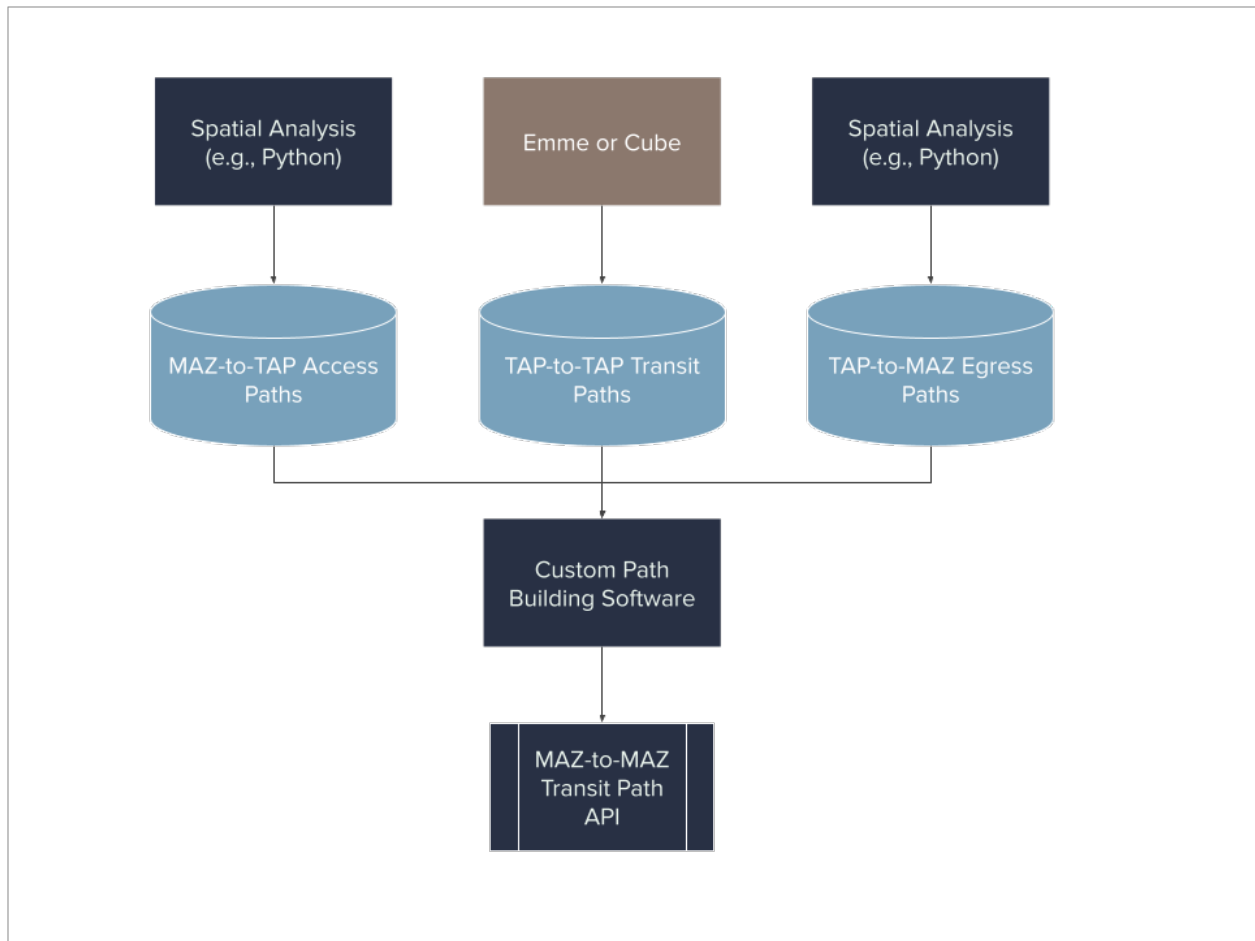 Spatial Analysis
(e.g., Python)
Emme or Cube
Spatial Analysis
(e.g., Python)
MAZ-to-TAP Access
Paths
TAP-to-TAP Transit
Paths
TAP-to-MAZ Egress
Paths
Custom Path
Building Software
MAZ-to-MAZ
Transit Path
API